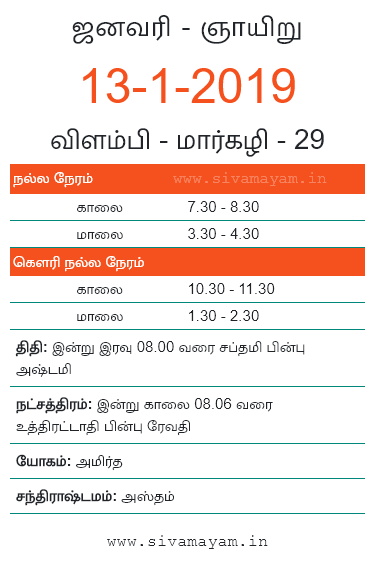 ஜனவரி - ஞாயிறு
13-1-2019
விளம்பி - மார்கழி - 29
நல்ல நேரம் www.sivamayam.in
காலை 7.30 - 8.30
மாலை 3.30 - 4.30
கௌரி நல்ல நேரம்
காலை 10.30 - 11.30
மாலை 1.30 - 2.30
திதி: இன்று இரவு 08.00 வரை சப்தமி பின்பு
அஷ்டமி
நட்சத்திரம்: இன்று காலை 08.06 வரை
உத்திரட்டாதி பின்பு ரேவதி
யோகம்: அமிர்த
சந்திராஷ்டமம்: அஸ்தம்
www.sivamayam.in